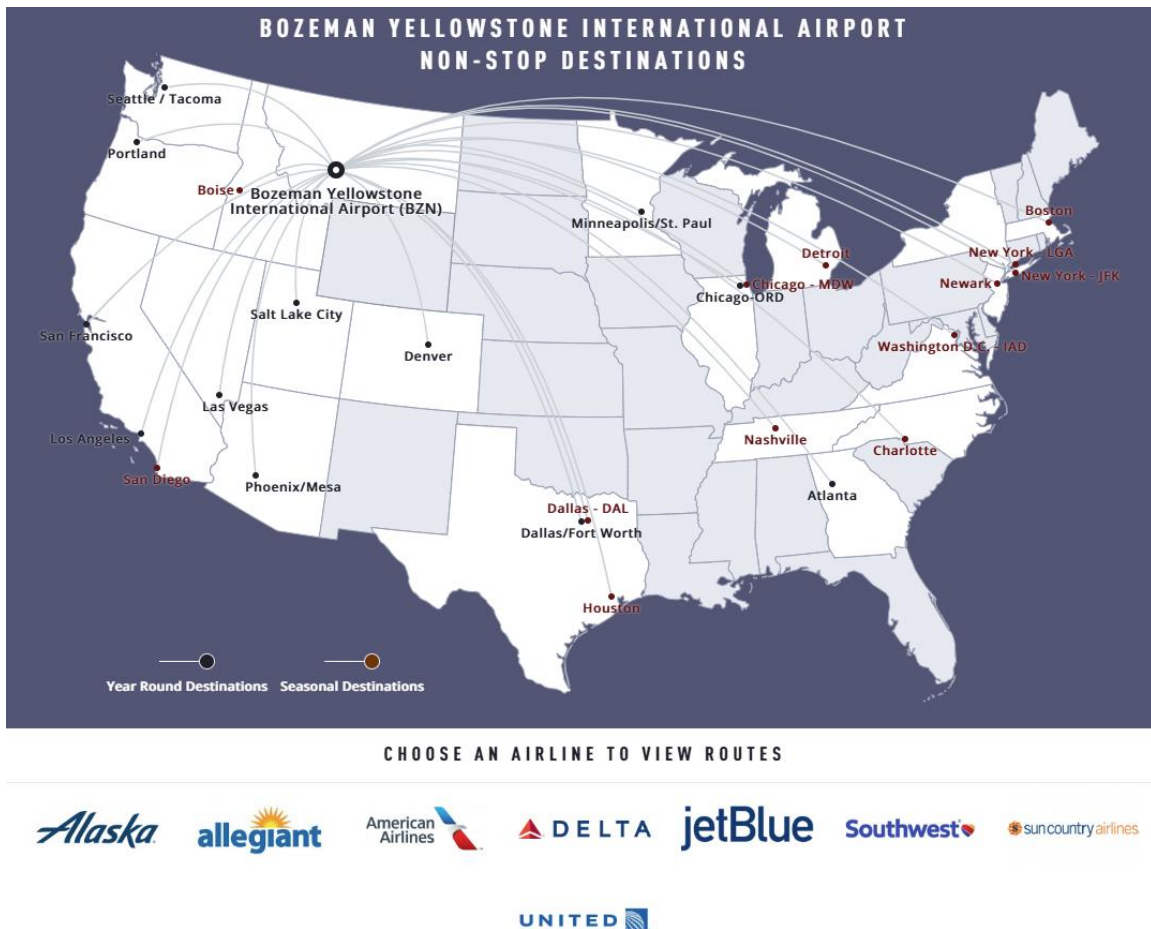 BOZEMAN YELLOWSTONE INTERNATIONAL AIRPORT
NON-STOP DESTINATIONS
Seattle / Tacoma
Portland
Boise
Bozeman Yellowstone
International Airport (BZN)
Minneapolis/St. Paul
Boston
Detroit
New York - LGA
New York - JFK
Newark
Chicago - MDW
Chicago-ORD
Salt Lake City
San Francisco
Denver
Washington D.C. - IAD
Las Vegas
Los Angeles
Nashville
Charlotte
San Diego
Phoenix/Mesa
Atlanta
Dallas - DAL
Dallas/Fort Worth
Houston
Year Round Destinations
Seasonal Destinations
CHOOSE AN AIRLINE TO VIEW ROUTES
Alaska
allegiant
American
Airlines
DELTA
jetBlue
Southwest
sun country airlines
UNITED